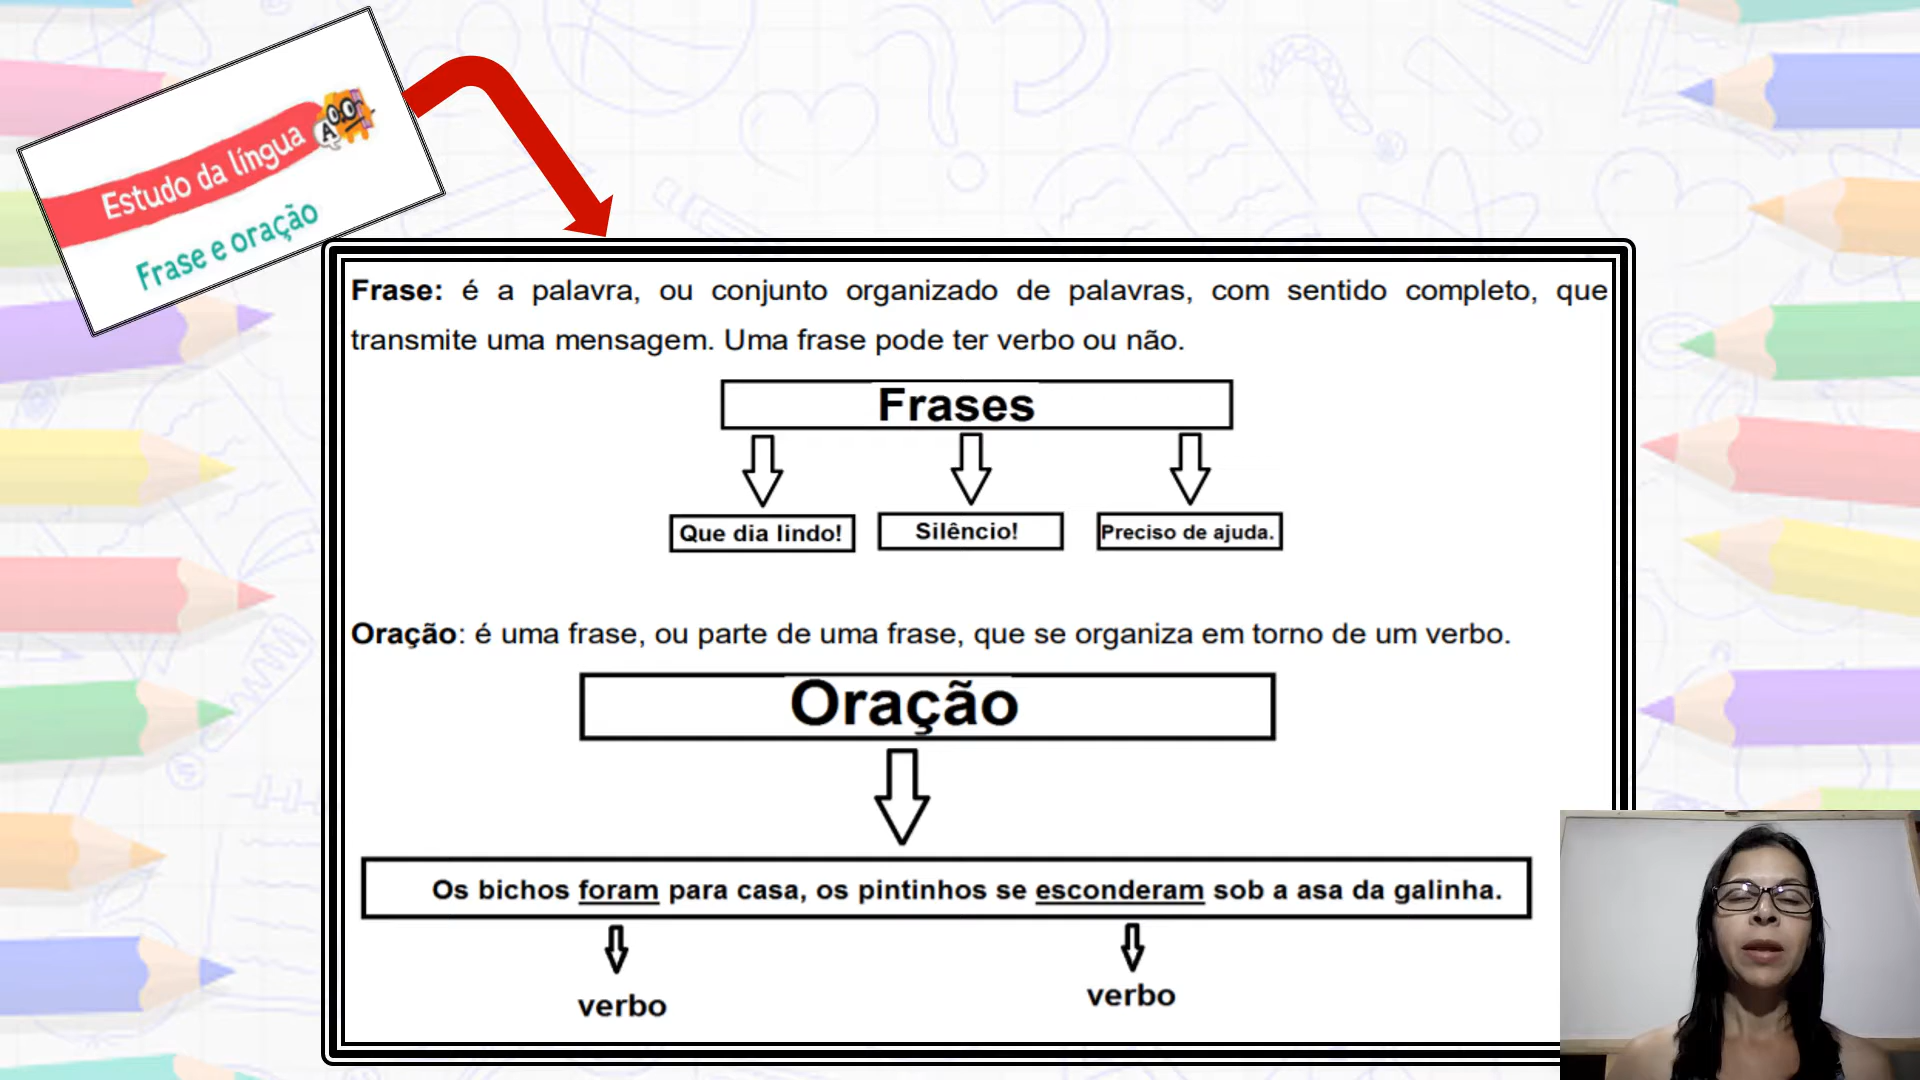 Estudo da língua
Frase e oração
Frase: é a palavra, ou conjunto organizado de palavras, com sentido completo, que
transmite uma mensagem. Uma frase pode ter verbo ou não.
Frases
Que dia lindo!
Silêncio!
Preciso de ajuda.
Oração: é uma frase, ou parte de uma frase, que se organiza em torno de um verbo.
Oração
Os bichos foram para casa, os pintinhos se esconderam sob a asa da galinha.
verbo
verbo